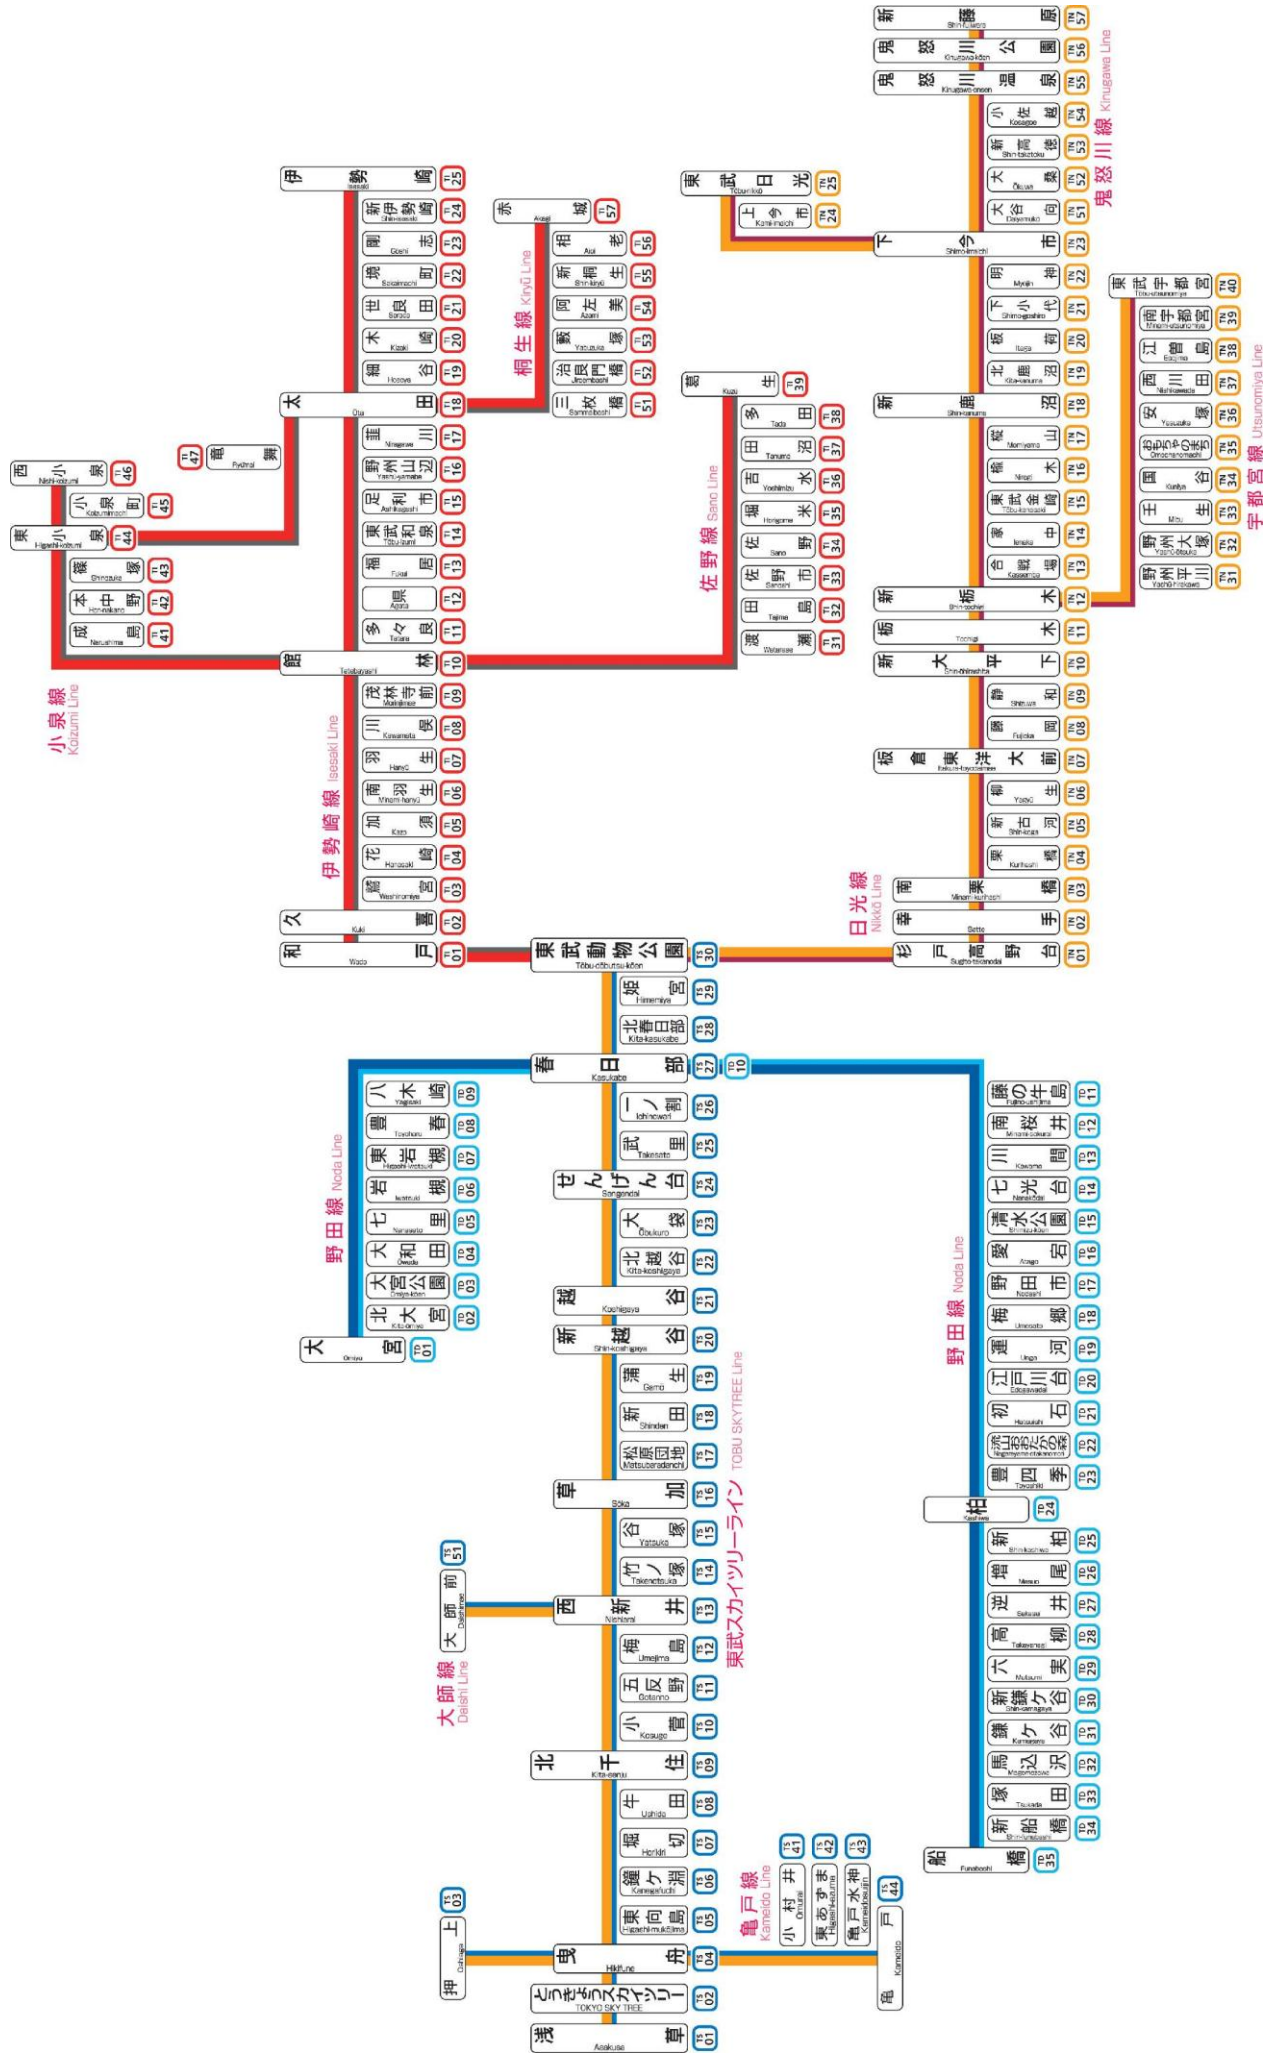 東武スカイツリーライン TOBU SKYTREE Line
浅草
Asakusa
TS 01
とうきょうスカイツリー
TOKYO SKY TREE
TS 02
押上
Oshiage
TS 03
曳舟
Hikifune
TS 04
東向島
Higashi-mukōjima
TS 05
鐘ケ淵
Kanegafuchi
TS 06
堀切
Horikiri
TS 07
牛田
Ushida
TS 08
北千住
Kita-senju
TS 09
小菅
Kosuge
TS 10
五反野
Gotanno
TS 11
梅島
Umejima
TS 12
西新井
Nishiarai
TS 13
竹ノ塚
Takenotsuka
TS 14
谷塚
Yatsuka
TS 15
草加
Sōka
TS 16
松原団地
Matsubaradanchi
TS 17
新田
Shinden
TS 18
蒲生
Gamō
TS 19
新越谷
Shin-koshigaya
TS 20
越谷
Koshigaya
TS 21
北越谷
Kita-koshigaya
TS 22
大袋
Ōbukuro
TS 23
せんげん台
Sengendai
TS 24
武里
Takesato
TS 25
一ノ割
Ichinowari
TS 26
春日部
Kasukabe
TS 27
TD 10
北春日部
Kita-kasukabe
TS 28
姫宮
Himemiya
TS 29
東武動物公園
Tōbu-dōbutsu-kōen
TS 30
亀戸線
Kameido Line
小村井
Omurai
TS 41
東あずま
Higashi-azuma
TS 42
亀戸水神
Kameidosuijin
TS 43
亀戸
Kameido
TS 44
大師線
Daishi Line
大師前
Daishimae
TS 51
野田線 Noda Line
大宮
Ōmiya
TD 01
北大宮
Kita-ōmiya
TD 02
大宮公園
Ōmiya-kōen
TD 03
大和田
Ōwada
TD 04
七里
Nanasato
TD 05
岩槻
Iwatsuki
TD 06
東岩槻
Higashi-iwatsuki
TD 07
豊春
Toyoharu
TD 08
八木崎
Yagisaki
TD 09
野田線 Noda Line
藤の牛島
Fujino-ushijima
TD 11
南桜井
Minami-sakurai
TD 12
川間
Kawama
TD 13
七光台
Nanakōdai
TD 14
清水公園
Shimizu-kōen
TD 15
愛宕
Atago
TD 16
野田市
Nodashi
TD 17
梅郷
Umesato
TD 18
運河
Unga
TD 19
江戸川台
Edogawadai
TD 20
初石
Hatsuishi
TD 21
流山おおたかの森
Nagareyama-ōtakanomori
TD 22
豊四季
Toyoshiki
TD 23
柏
Kashiwa
TD 24
新柏
Shin-kashiwa
TD 25
増尾
Masuo
TD 26
逆井
Sakasai
TD 27
高柳
Takayanagi
TD 28
六実
Mutsumi
TD 29
新鎌ケ谷
Shin-kamagaya
TD 30
鎌ケ谷
Kamagaya
TD 31
馬込沢
Magomezawa
TD 32
塚田
Tsukada
TD 33
新船橋
Shin-funabashi
TD 34
船橋
Funabashi
TD 35
伊勢崎線 Isesaki Line
和戸
Wado
TI 01
久喜
Kuki
TI 02
鷲宮
Washinomiya
TI 03
花崎
Hanasaki
TI 04
加須
Kazo
TI 05
南羽生
Minami-hanyū
TI 06
羽生
Hanyū
TI 07
川俣
Kawamata
TI 08
茂林寺前
Morinjimae
TI 09
館林
Tatebayashi
TI 10
多々良
Tatara
TI 11
県
Agata
TI 12
福居
Fukui
TI 13
東武和泉
Tōbu-izumi
TI 14
足利市
Ashikagashi
TI 15
野州山辺
Yashū-yamabe
TI 16
韮川
Niragawa
TI 17
太田
Ōta
TI 18
細谷
Hosoya
TI 19
木崎
Kizaki
TI 20
世良田
Serada
TI 21
境町
Sakaimachi
TI 22
剛志
Gōshi
TI 23
新伊勢崎
Shin-isesaki
TI 24
伊勢崎
Isesaki
TI 25
佐野線 Sano Line
渡瀬
Watarase
TI 31
田島
Tajima
TI 32
佐野市
Sanoshi
TI 33
佐野
Sano
TI 34
堀米
Horigome
TI 35
吉水
Yoshimizu
TI 36
田沼
Tanuma
TI 37
多田
Tada
TI 38
葛生
Kuzū
TI 39
小泉線
Koizumi Line
成島
Narushima
TI 41
本中野
Hon-nakano
TI 42
篠塚
Shinozuka
TI 43
東小泉
Higashi-koizumi
TI 44
小泉町
Koizumimachi
TI 45
西小泉
Nishi-koizumi
TI 46
竜舞
Ryūmai
TI 47
桐生線 Kiryū Line
三枚橋
Sammaibashi
TI 51
治良門橋
Jiroembashi
TI 52
藪塚
Yabuzuka
TI 53
阿左美
Azami
TI 54
新桐生
Shin-kiryū
TI 55
相老
Aioi
TI 56
赤城
Akagi
TI 57
日光線
Nikkō Line
杉戸高野台
Sugito-takanodai
TN 01
幸手
Satte
TN 02
南栗橋
Minami-kurihashi
TN 03
栗橋
Kurihashi
TN 04
新古河
Shin-koga
TN 05
柳生
Yagyū
TN 06
板倉東洋大前
Itakura-tōyōdaimae
TN 07
藤岡
Fujioka
TN 08
静和
Shizuwa
TN 09
新大平下
Shin-ōhirashita
TN 10
栃木
Tochigi
TN 11
新栃木
Shin-tochigi
TN 12
合戦場
Kassemba
TN 13
家中
Ienaka
TN 14
東武金崎
Tōbu-kanasaki
TN 15
楡木
Niregi
TN 16
樅山
Momiyama
TN 17
新鹿沼
Shin-kanuma
TN 18
北鹿沼
Kita-kanuma
TN 19
板荷
Itaga
TN 20
下小代
Shimo-goshiro
TN 21
明神
Myōjin
TN 22
下今市
Shimo-imaichi
TN 23
上今市
Kami-imaichi
TN 24
東武日光
Tōbu-nikkō
TN 25
宇都宮線 Utsunomiya Line
野州平川
Yashū-hirakawa
TN 31
野州大塚
Yashū-ōtsuka
TN 32
壬生
Mibu
TN 33
国谷
Kuniya
TN 34
おもちゃのまち
Omochanomachi
TN 35
安塚
Yasuzuka
TN 36
西川田
Nishikawada
TN 37
江曽島
Esojima
TN 38
南宇都宮
Minami-utsunomiya
TN 39
東武宇都宮
Tōbu-utsunomiya
TN 40
鬼怒川線 Kinugawa Line
大谷向
Daiyamukō
TN 51
大桑
Ōkuwa
TN 52
新高徳
Shin-takatoku
TN 53
小佐越
Kosagoe
TN 54
鬼怒川温泉
Kinugawa-onsen
TN 55
鬼怒川公園
Kinugawa-kōen
TN 56
新藤原
Shin-fujiwara
TN 57